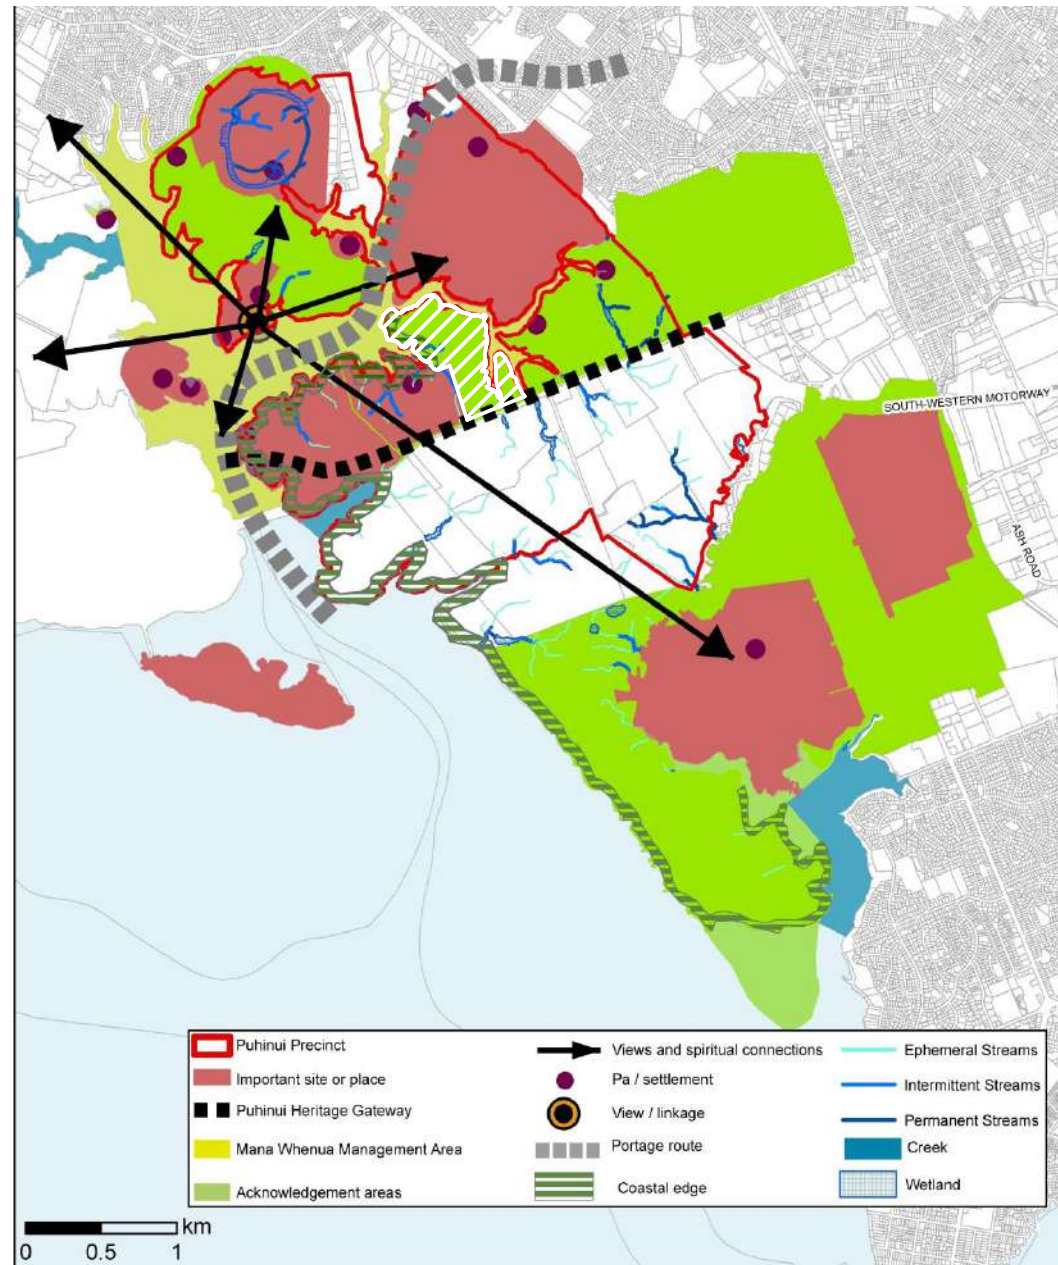 SOUTH-WESTERN MOTORWAY
ASH ROAD
Puhinui Precinct
Important site or place
Puhinui Heritage Gateway
Mana Whenua Management Area
Acknowledgement areas
Views and spiritual connections
Pa / settlement
View / linkage
Portage route
Coastal edge
Ephemeral Streams
Intermittent Streams
Permanent Streams
Creek
Wetland
km
0 0.5 1